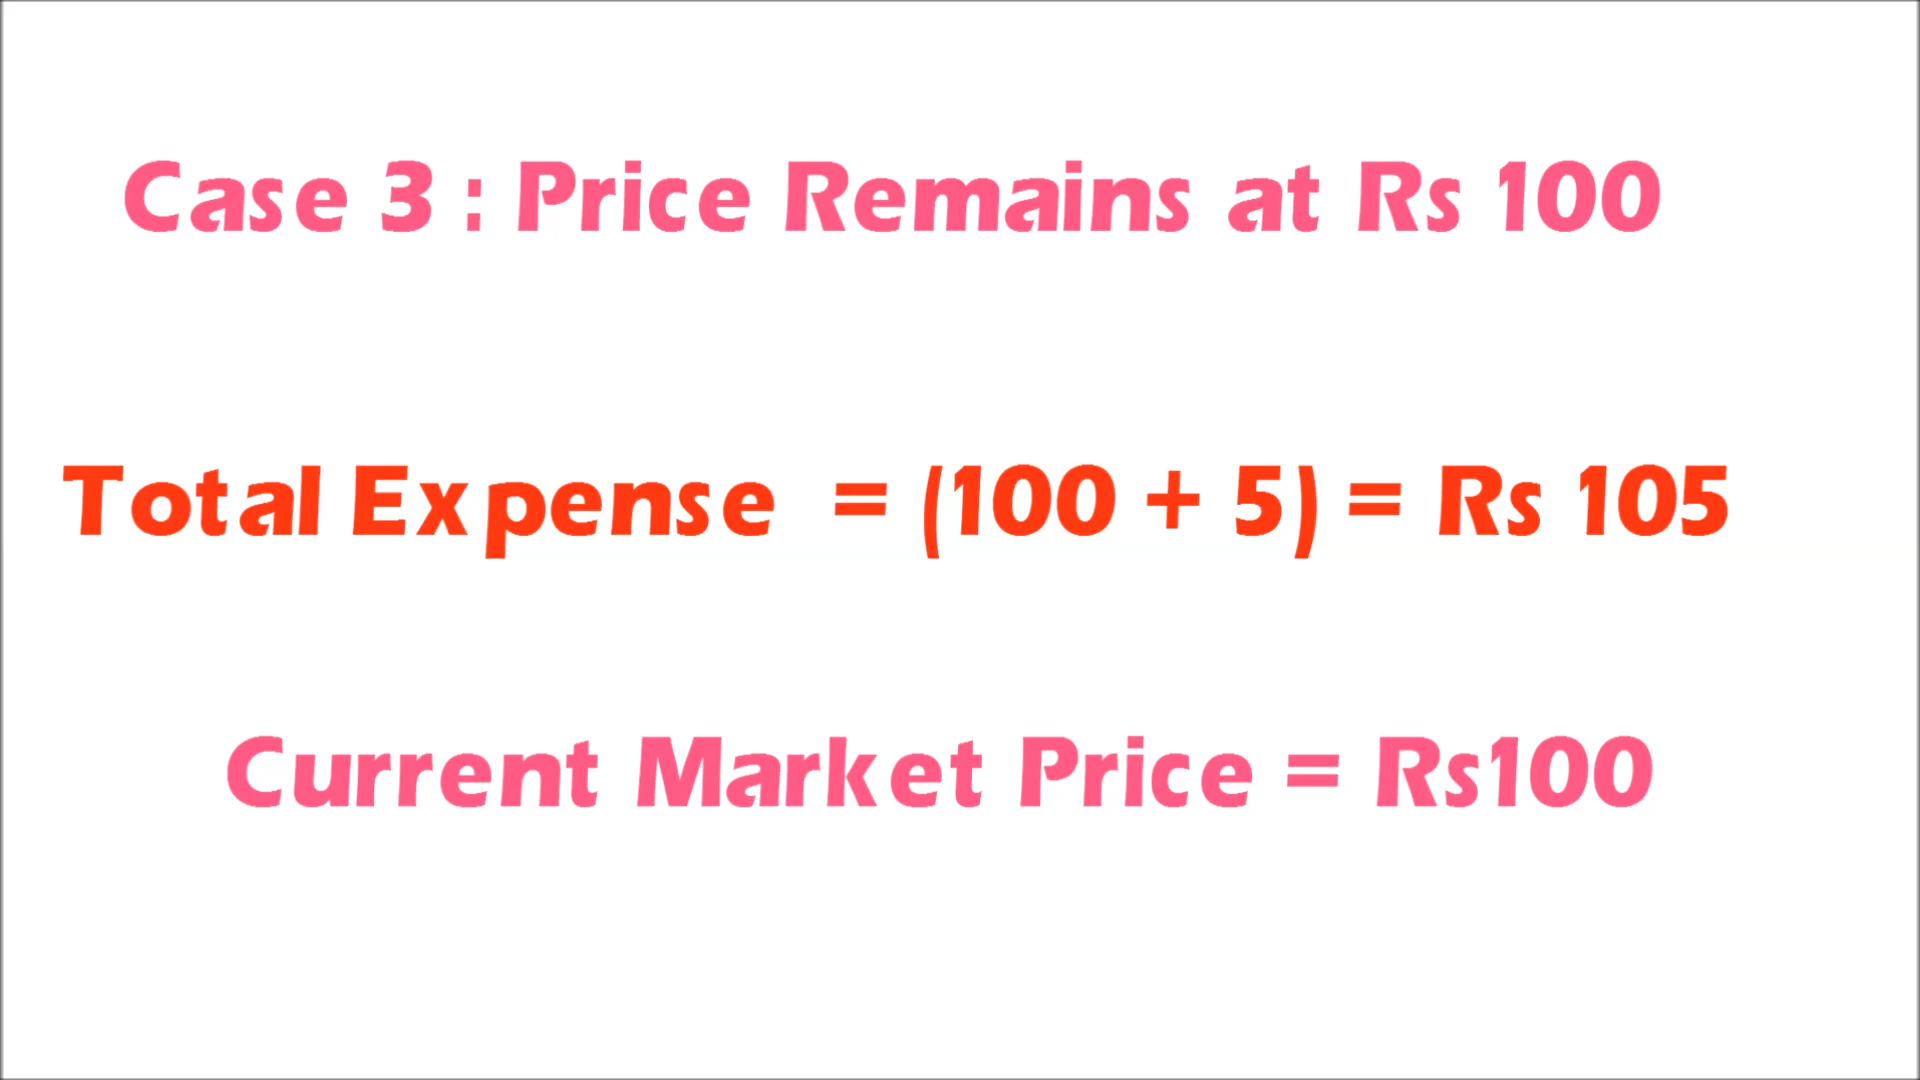 Case 3 : Price Remains at Rs 100
Total Expense = (100 + 5) = Rs 105
Current Market Price = Rs100